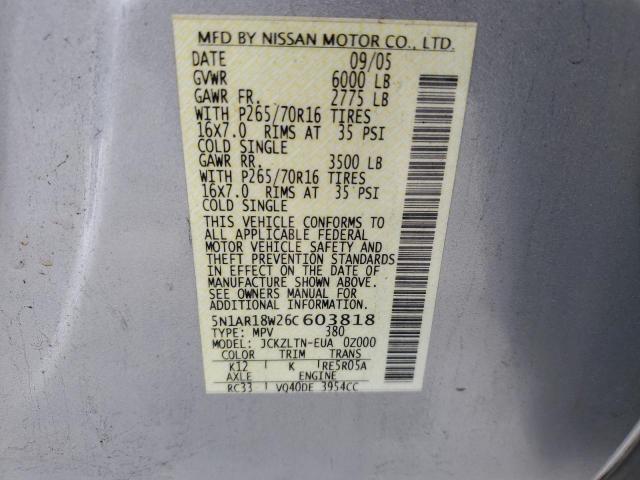 MFD BY NISSAN MOTOR CO., LTD.
DATE 09/05
GVWR 6000 LB
GAWR FR. 2775 LB
WITH P265/70R16 TIRES
16X7.0 RIMS AT 35 PSI
COLD SINGLE
GAWR RR. 3500 LB
WITH P265/70R16 TIRES
16X7.0 RIMS AT 35 PSI
COLD SINGLE
THIS VEHICLE CONFORMS TO
ALL APPLICABLE FEDERAL
MOTOR VEHICLE SAFETY AND
THEFT PREVENTION STANDARDS
IN EFFECT ON THE DATE OF
MANUFACTURE SHOWN ABOVE.
SEE OWNERS MANUAL FOR
ADDITIONAL INFORMATION.
5N1AR18W26C603818
TYPE: MPV 380
MODEL: JCKZLTN-EUA 0Z000
COLOR TRIM TRANS
K12 K RE5R05A
AXLE ENGINE
RC33 VQ40DE 3954CC